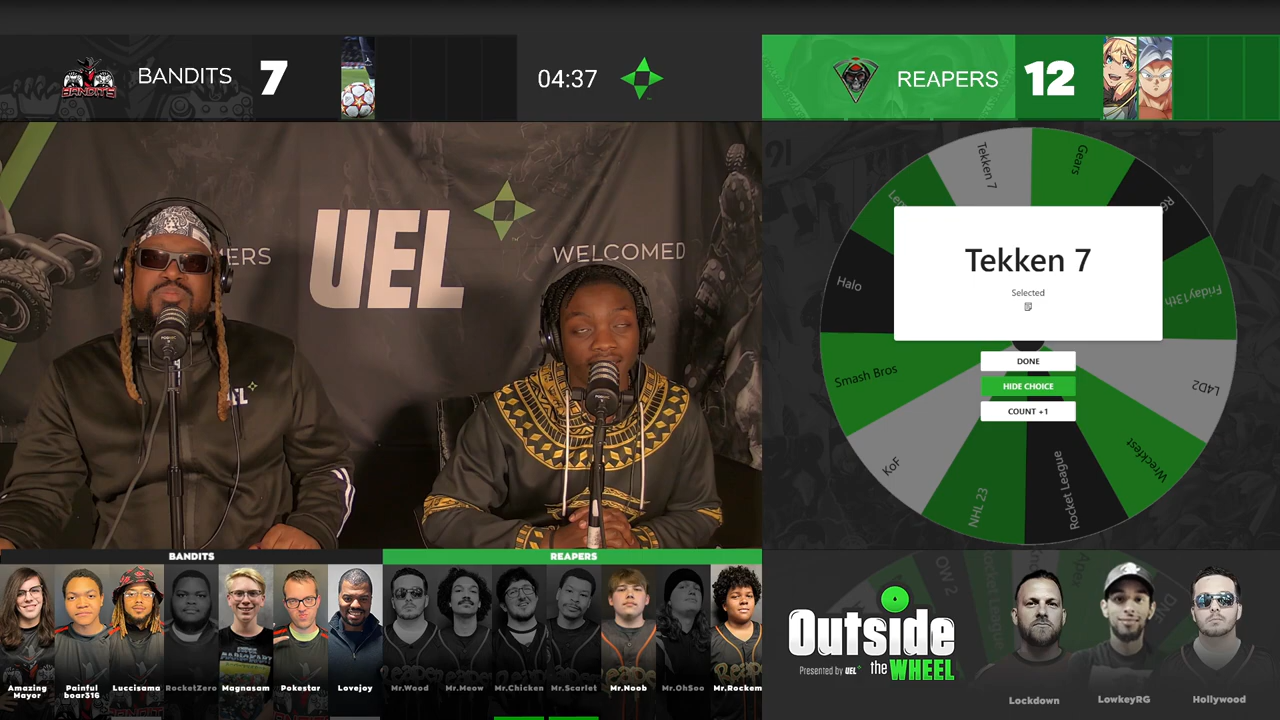 BANDITS
BANDITS
7
04:37
REAPERS
12
Tekken 7
Gears
Halo
Smash Bros
KoF
NHL 23
Rocket League
Wreckfest
L4D2
Friday13th
Tekken 7
Selected
DONE
HIDE CHOICE
COUNT +1
UEL
WELCOMED
BANDITS
REAPERS
Amazing
Mayor
Painful
boar316
Luccisama
RocketZero
Magnasam
Pokestar
Lovejoy
Mr.Wood
Mr.Meow
Mr.Chicken
Mr.Scarlet
Mr.Noob
Mr.OhSoo
Mr.Rockem
Outside
the WHEEL
Presented by UEL
OW 2
Lockdown
LowkeyRG
Hollywood